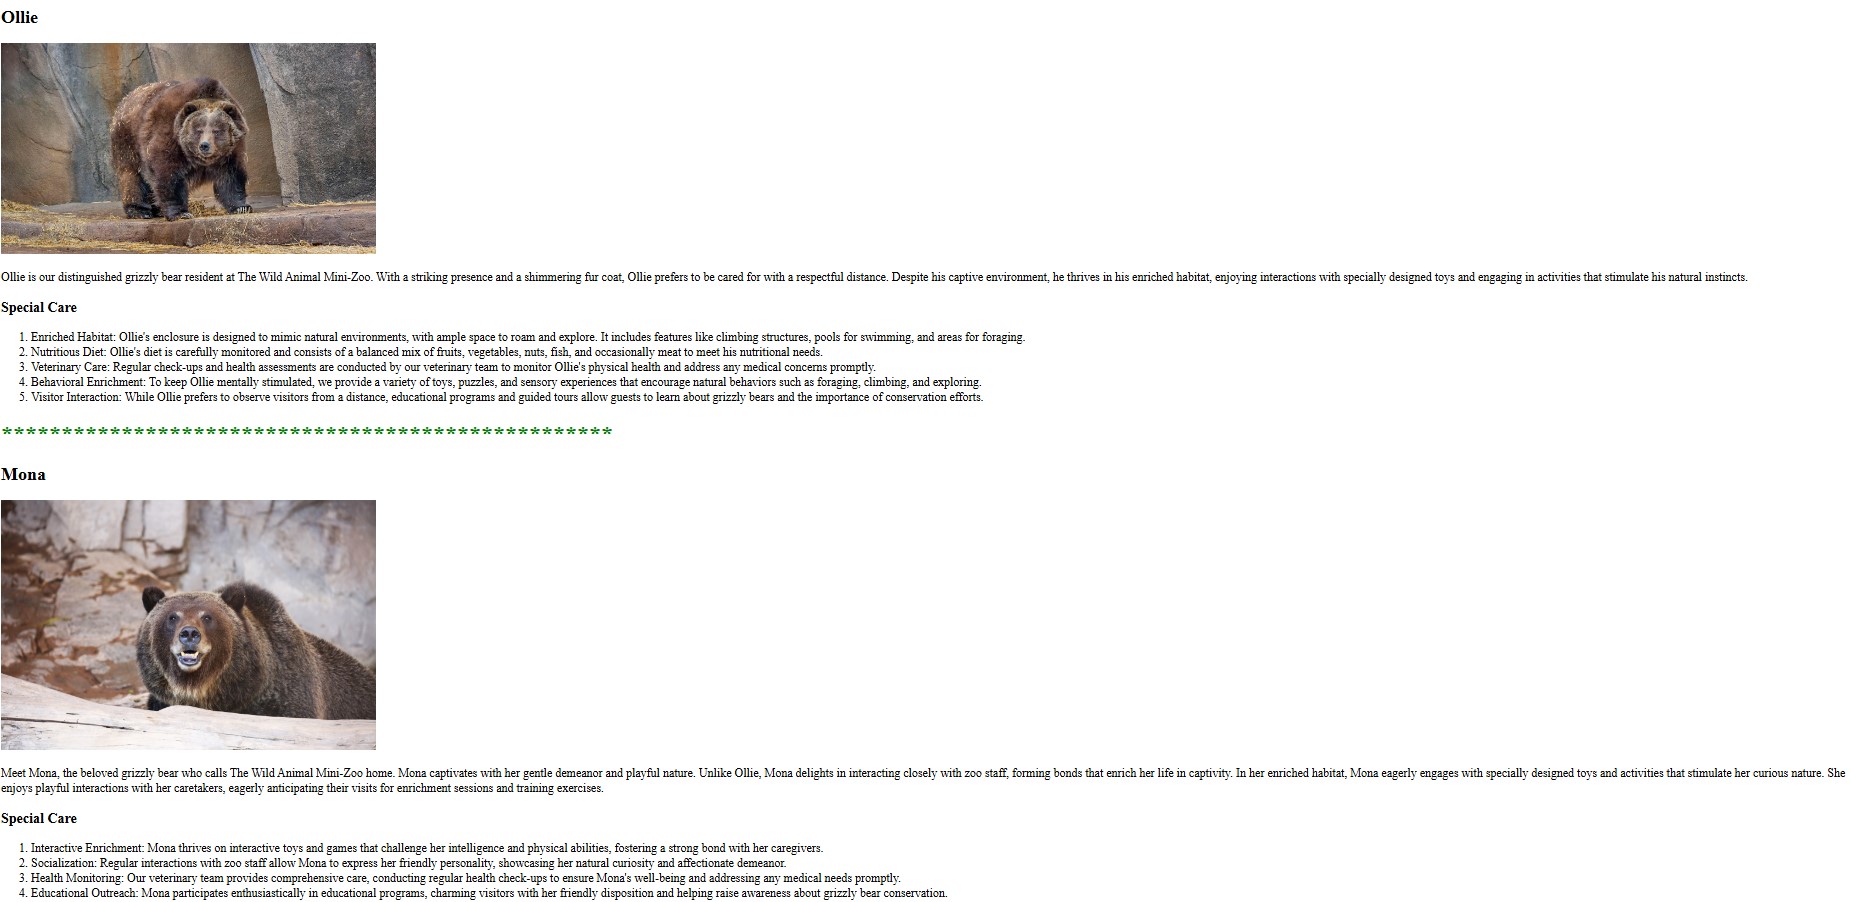 Ollie
Ollie is our distinguished grizzly bear resident at The Wild Animal Mini-Zoo. With a striking presence and a shimmering fur coat, Ollie prefers to be cared for with a respectful distance. Despite his captive environment, he thrives in his enriched habitat, enjoying interactions with specially designed toys and engaging in activities that stimulate his natural instincts.
Special Care
1. Enriched Habitat: Ollie's enclosure is designed to mimic natural environments, with ample space to roam and explore. It includes features like climbing structures, pools for swimming, and areas for foraging.
2. Nutritious Diet: Ollie's diet is carefully monitored and consists of a balanced mix of fruits, vegetables, nuts, fish, and occasionally meat to meet his nutritional needs.
3. Veterinary Care: Regular check-ups and health assessments are conducted by our veterinary team to monitor Ollie's physical health and address any medical concerns promptly.
4. Behavioral Enrichment: To keep Ollie mentally stimulated, we provide a variety of toys, puzzles, and sensory experiences that encourage natural behaviors such as foraging, climbing, and exploring.
5. Visitor Interaction: While Ollie prefers to observe visitors from a distance, educational programs and guided tours allow guests to learn about grizzly bears and the importance of conservation efforts.
***************************************************
Mona
Meet Mona, the beloved grizzly bear who calls The Wild Animal Mini-Zoo home. Mona captivates with her gentle demeanor and playful nature. Unlike Ollie, Mona delights in interacting closely with zoo staff, forming bonds that enrich her life in captivity. In her enriched habitat, Mona eagerly engages with specially designed toys and activities that stimulate her curious nature. She
enjoys playful interactions with her caretakers, eagerly anticipating their visits for enrichment sessions and training exercises.
Special Care
1. Interactive Enrichment: Mona thrives on interactive toys and games that challenge her intelligence and physical abilities, fostering a strong bond with her caregivers.
2. Socialization: Regular interactions with zoo staff allow Mona to express her friendly personality, showcasing her natural curiosity and affectionate demeanor.
3. Health Monitoring: Our veterinary team provides comprehensive care, conducting regular health check-ups to ensure Mona's well-being and addressing any medical needs promptly.
4. Educational Outreach: Mona participates enthusiastically in educational programs, charming visitors with her friendly disposition and helping raise awareness about grizzly bear conservation.